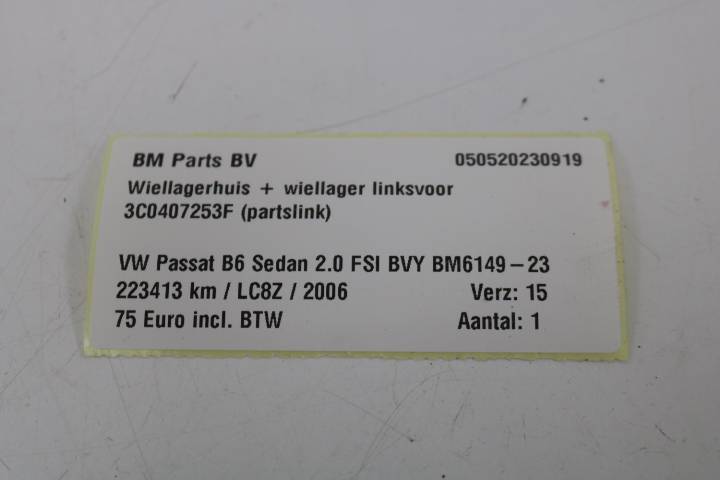 BM Parts BV 050520230919
Wiellagerhuis + wiellager linksvoor
3C0407253F (partslink)
VW Passat B6 Sedan 2.0 FSI BVY BM6149-23
223413 km / LC8Z / 2006 Verz: 15
75 Euro incl. BTW Aantal: 1